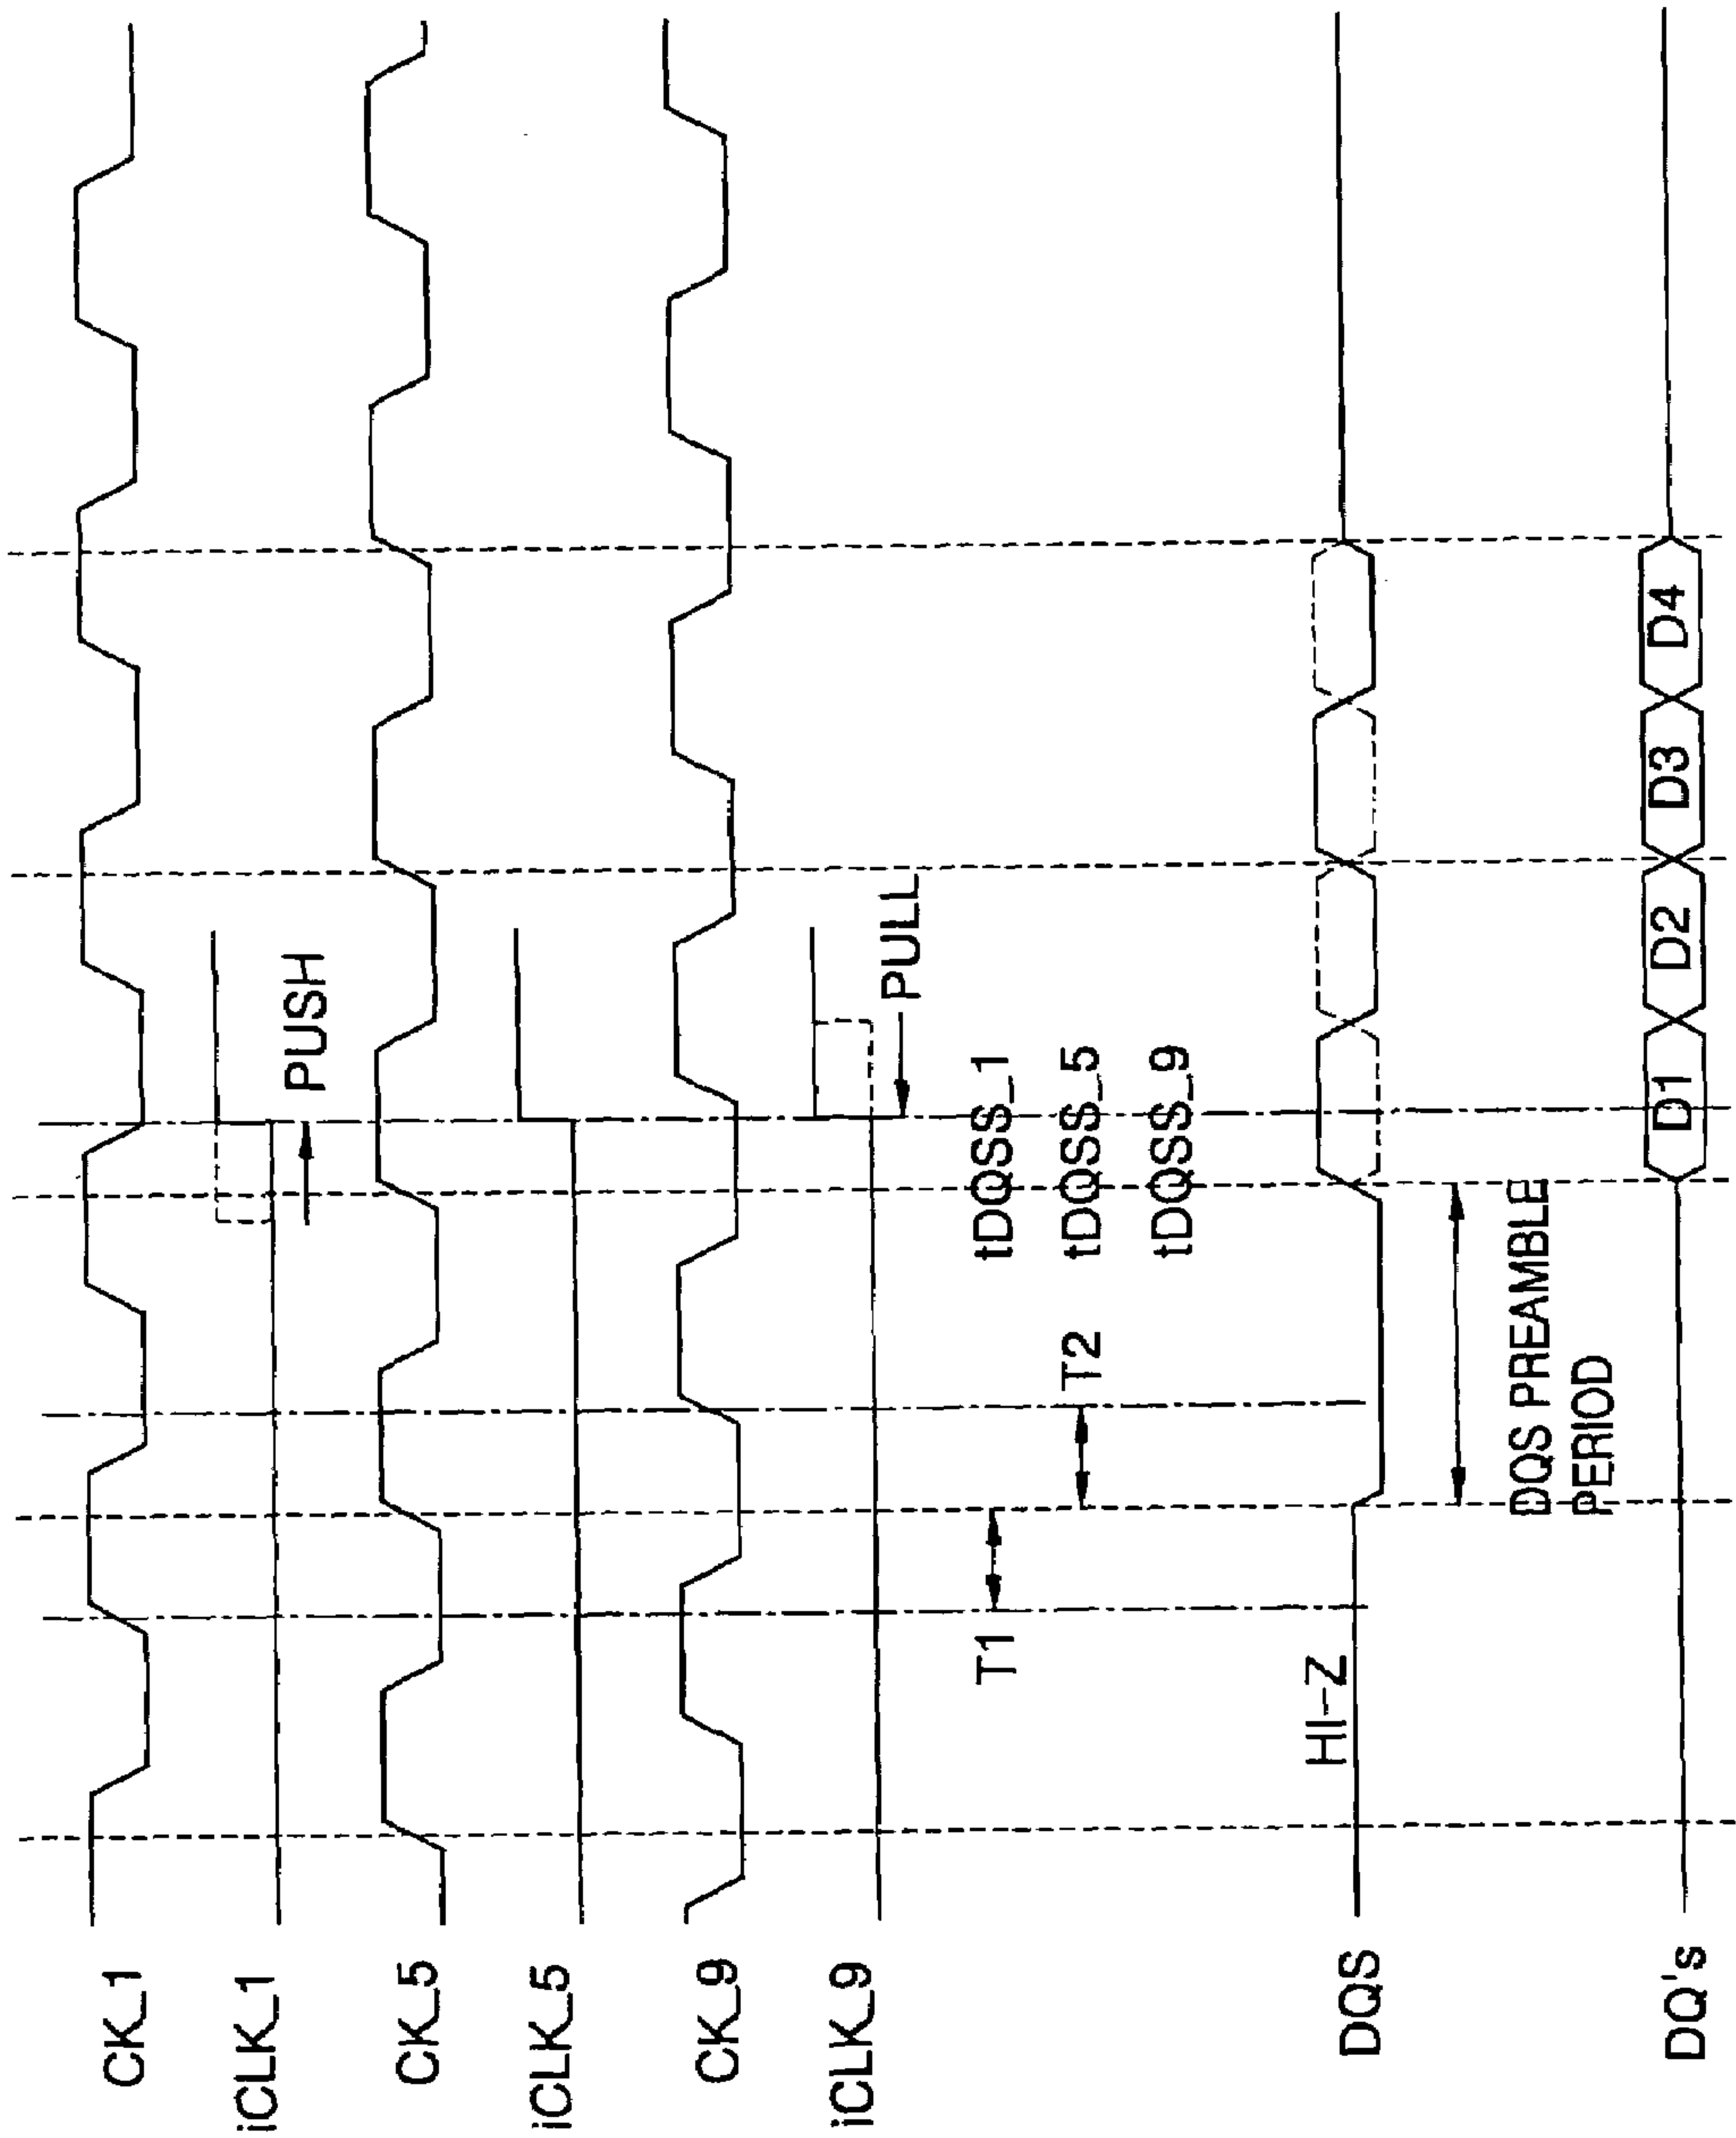 CK_1
iCLK_1
PUSH
CK_5
iCLK_5
CK_9
iCLK_9
PULL
T1
tDQSS_1
T2
tDQSS_5
tDQSS_9
DQS
HI-Z
DQS PREAMBLE
PERIOD
DQ's
D1
D2
D3
D4